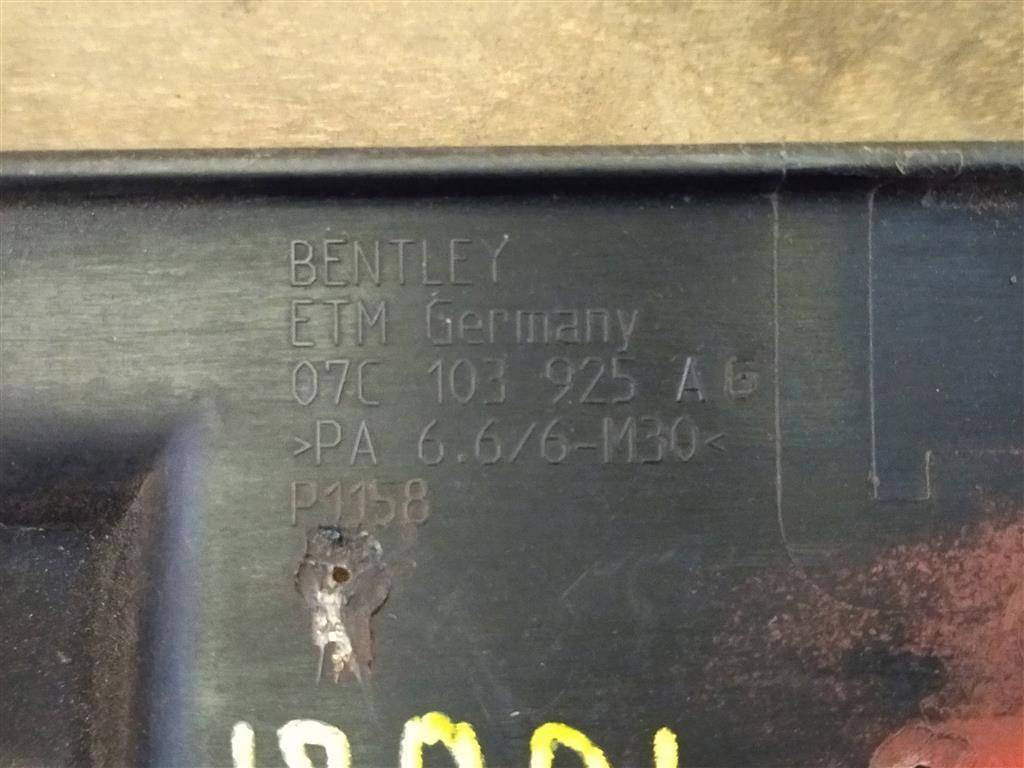 BENTLEY
ETM Germany
07C 103 925 A G
>PA 6.6/6-M30<
P1158